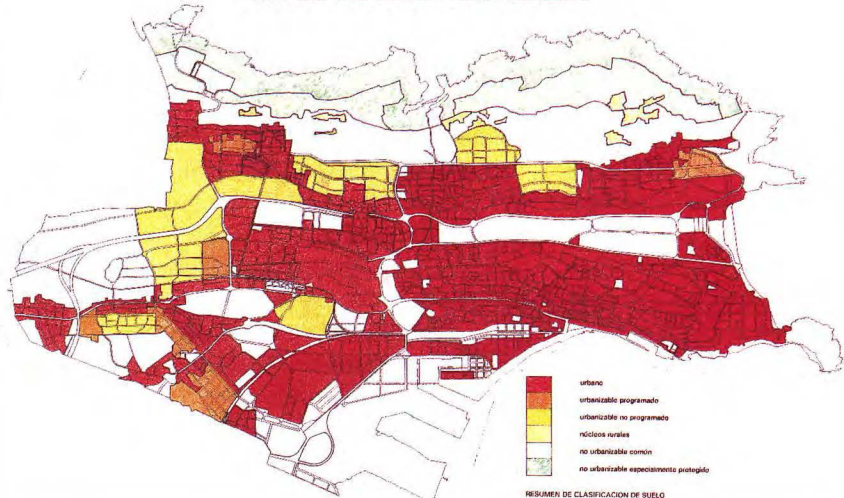 urbano
urbanizable programado
urbanizable no programado
núcleos rurales
no urbanizable común
no urbanizable especialmente protegido
RESUMEN DE CLASIFICACION DE SUELO